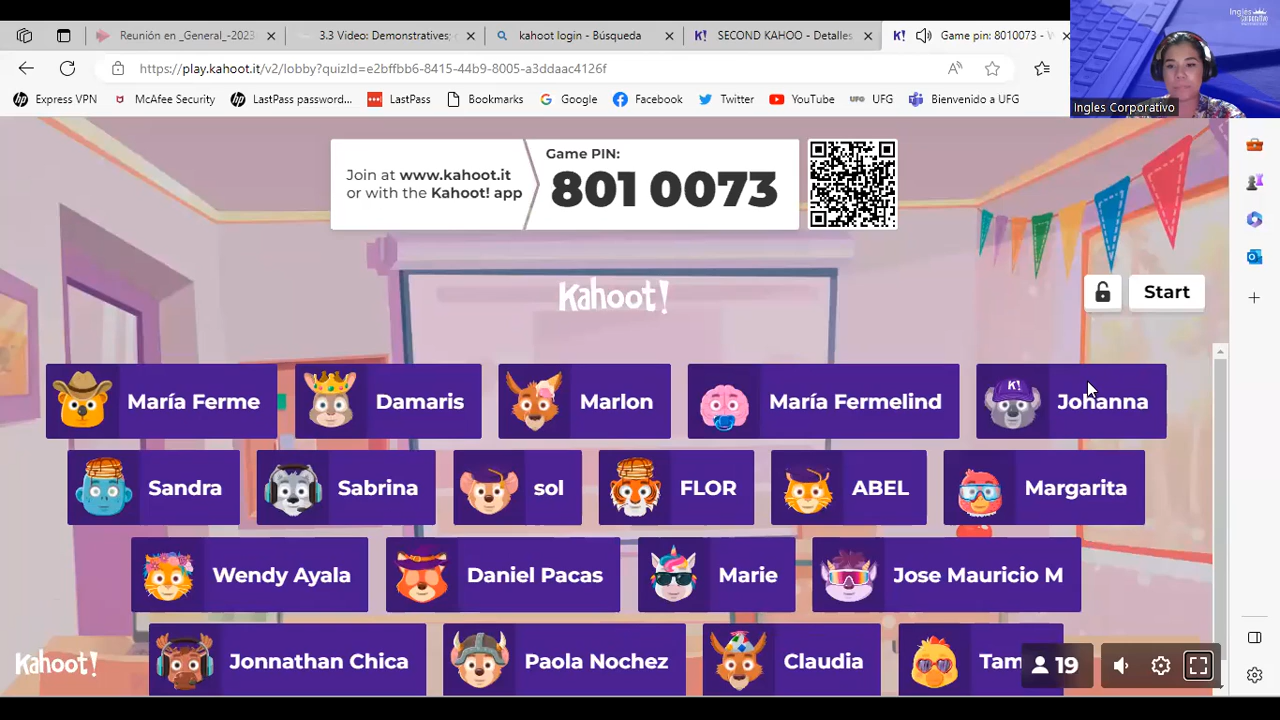 Reunión en _General_-2023
3.3 Video: Demonstratives;
kahoot login - Búsqueda
SECOND KAHOO - Detalles
Game pin: 8010073 -
Ingles Corporativo
https://play.kahoot.it/v2/lobby?quizId=e2bffbb6-8415-44b9-8005-a3ddaac4126f
Express VPN
McAfee Security
LastPass password...
LastPass
Bookmarks
Google
Facebook
Twitter
YouTube
UFG
Bienvenido a UFG
Ingles Corporativo
Join at www.kahoot.it
or with the Kahoot! app
Game PIN:
801 0073
Kahoot!
Start
María Ferme
Damaris
Marlon
María Fermelind
K!
Johanna
Sandra
Sabrina
sol
FLOR
ABEL
Margarita
Wendy Ayala
Daniel Pacas
Marie
Jose Mauricio M
Jonnathan Chica
Paola Nochez
Claudia
Tam
19
Kahoot!